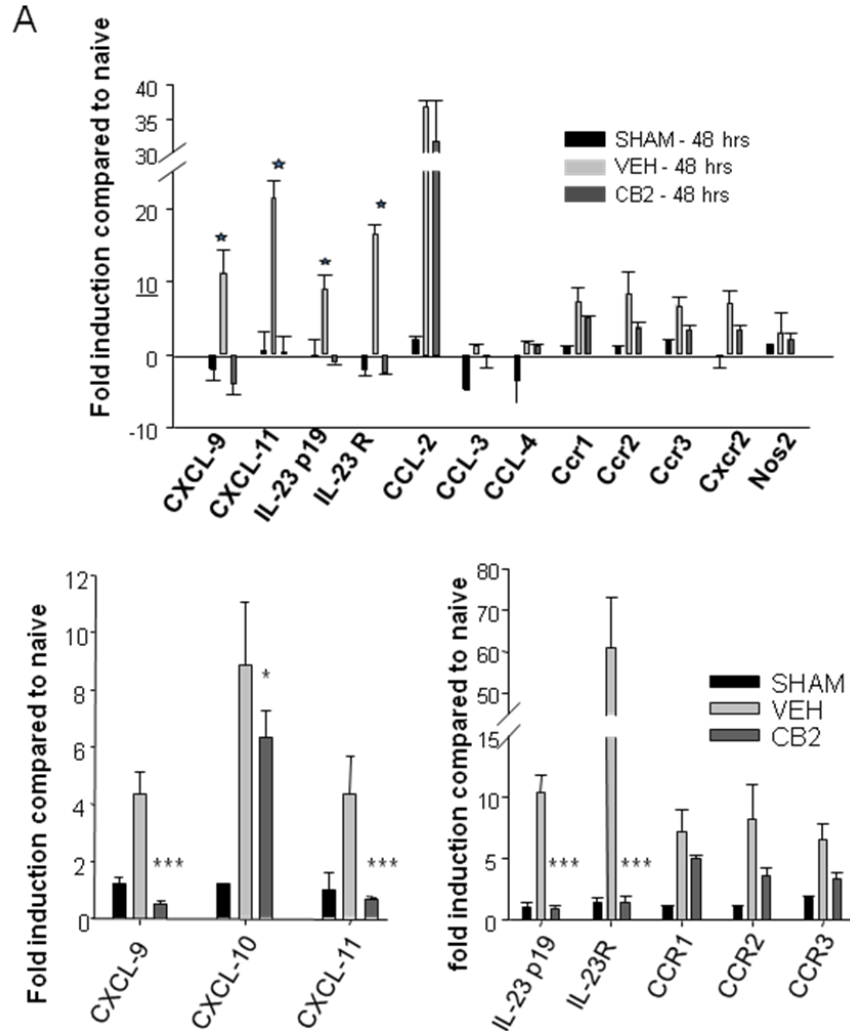 A
Fold induction compared to naive
40
35
30
20
10
0
-10
SHAM - 48 hrs
VEH - 48 hrs
CB2 - 48 hrs
CXCL-9
CXCL-11
IL-23 p19
IL-23 R
CCL-2
CCL-3
CCL-4
Ccr1
Ccr2
Ccr3
Cxcr2
Nos2
Fold induction compared to naive
12
10
8
6
4
2
0
***
*
***
CXCL-9
CXCL-10
CXCL-11
fold induction compared to naive
80
70
60
50
15
10
5
0
SHAM
VEH
CB2
***
***
IL-23 p19
IL-23R
CCR1
CCR2
CCR3